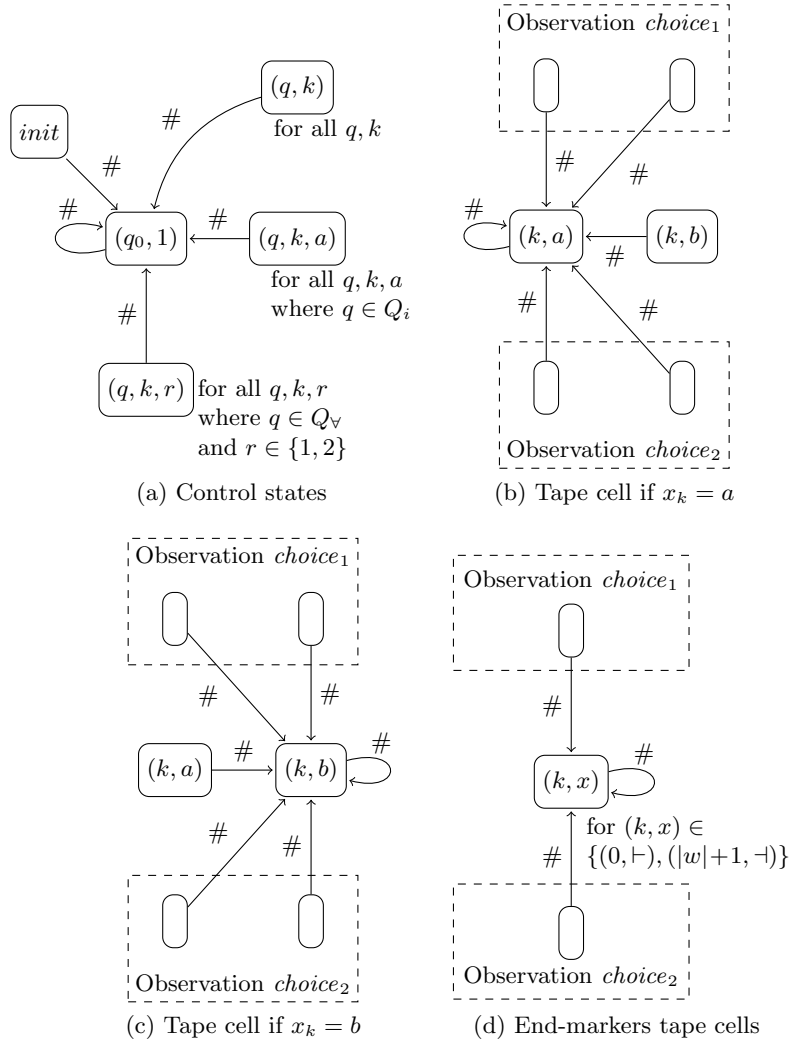 (q, k)
for all q, k
init
#
#
#
(q₀, 1)
#
(q, k, a)
for all q, k, a
where q ∈ Qᵢ
#
(q, k, r)
for all q, k, r
where q ∈ Q∀
and r ∈ {1, 2}
(a) Control states
Observation choice₁
#
#
#
(k, a)
#
(k, b)
#
#
Observation choice₂
(b) Tape cell if xₖ = a
Observation choice₁
#
#
(k, a)
#
(k, b)
#
#
#
Observation choice₂
(c) Tape cell if xₖ = b
Observation choice₁
#
(k, x)
#
for (k, x) ∈
{(0, ⊢), (|w|+1, ⊣)}
#
Observation choice₂
(d) End-markers tape cells